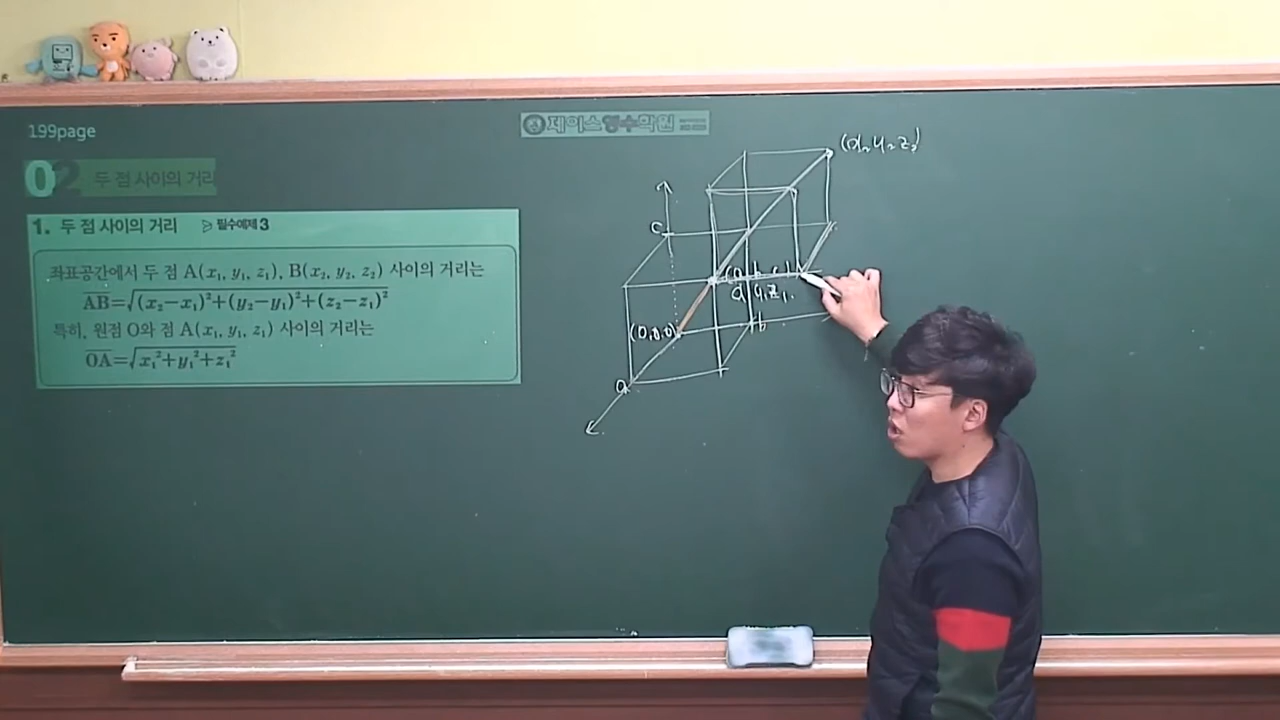 199page
제이스영수학원
02 두 점 사이의 거리
1. 두 점 사이의 거리 ▷ 필수예제 3
좌표공간에서 두 점 A(x₁, y₁, z₁), B(x₂, y₂, z₂) 사이의 거리는
AB=√(x₂−x₁)²+(y₂−y₁)²+(z₂−z₁)²
특히, 원점 O와 점 A(x₁, y₁, z₁) 사이의 거리는
OA=√x₁²+y₁²+z₁²
(x₂ y₂ z₂)
C
(a, b, c)
x₁ y₁ z₁
(0,0,0)
b
a